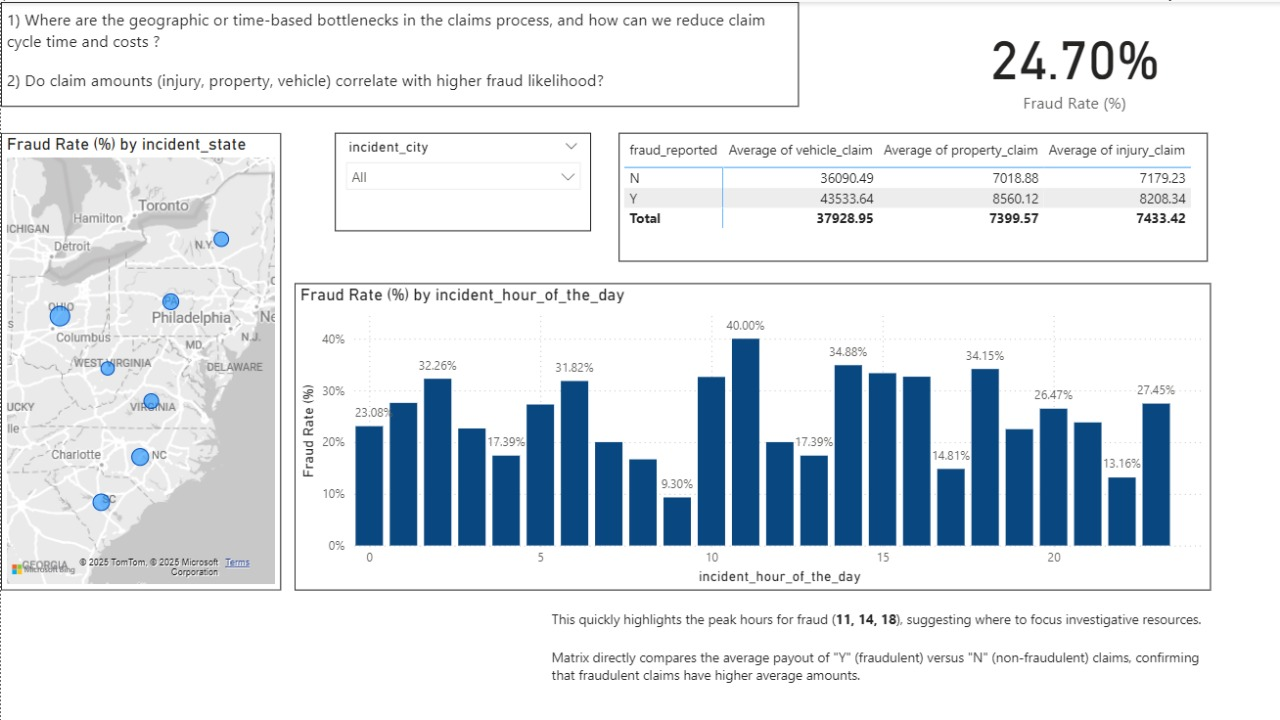 1) Where are the geographic or time-based bottlenecks in the claims process, and how can we reduce claim
cycle time and costs ?
2) Do claim amounts (injury, property, vehicle) correlate with higher fraud likelihood?
24.70%
Fraud Rate (%)
Fraud Rate (%) by incident_state
Toronto
Hamilton
ICHIGAN
Detroit
N.Y.
OHIO
PA
Philadelphia
Ne
s
Columbus
MD
N.J.
WEST VIRGINIA
DELAWARE
UCKY
VIRGINIA
lle
Charlotte
NC
SC
GEORGIA
Microsoft Bing
© 2025 TomTom, © 2025 Microsoft Corporation
Terms
incident_city
All
fraud_reported Average of vehicle_claim Average of property_claim Average of injury_claim
N 36090.49 7018.88 7179.23
Y 43533.64 8560.12 8208.34
Total 37928.95 7399.57 7433.42
Fraud Rate (%) by incident_hour_of_the_day
Fraud Rate (%)
40%
30%
20%
10%
0%
23.08%
32.26%
17.39%
31.82%
9.30%
40.00%
17.39%
34.88%
14.81%
34.15%
26.47%
13.16%
27.45%
0 5 10 15 20
incident_hour_of_the_day
This quickly highlights the peak hours for fraud (11, 14, 18), suggesting where to focus investigative resources.
Matrix directly compares the average payout of "Y" (fraudulent) versus "N" (non-fraudulent) claims, confirming
that fraudulent claims have higher average amounts.